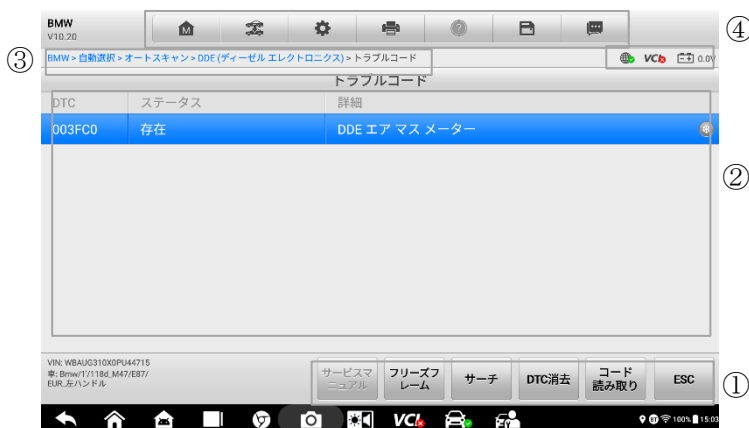 BMW
V10.20
④
③
BMW > 自動選択 > オートスキャン > DDE (ディーゼル エレクトロニクス) > トラブルコード
VCI
0.0V
トラブルコード
DTC ステータス 詳細
003FC0 存在 DDE エア マス メーター
②
VIN: WBAUG310X0PU44715
車: Bmw/'1'/118d_M47/E87/
EUR_左ハンドル
サービスマ
ニュアル
フリーズフ
レーム
サーチ
DTC消去
コード
読み取り
ESC
①
VCI
100%
15:03